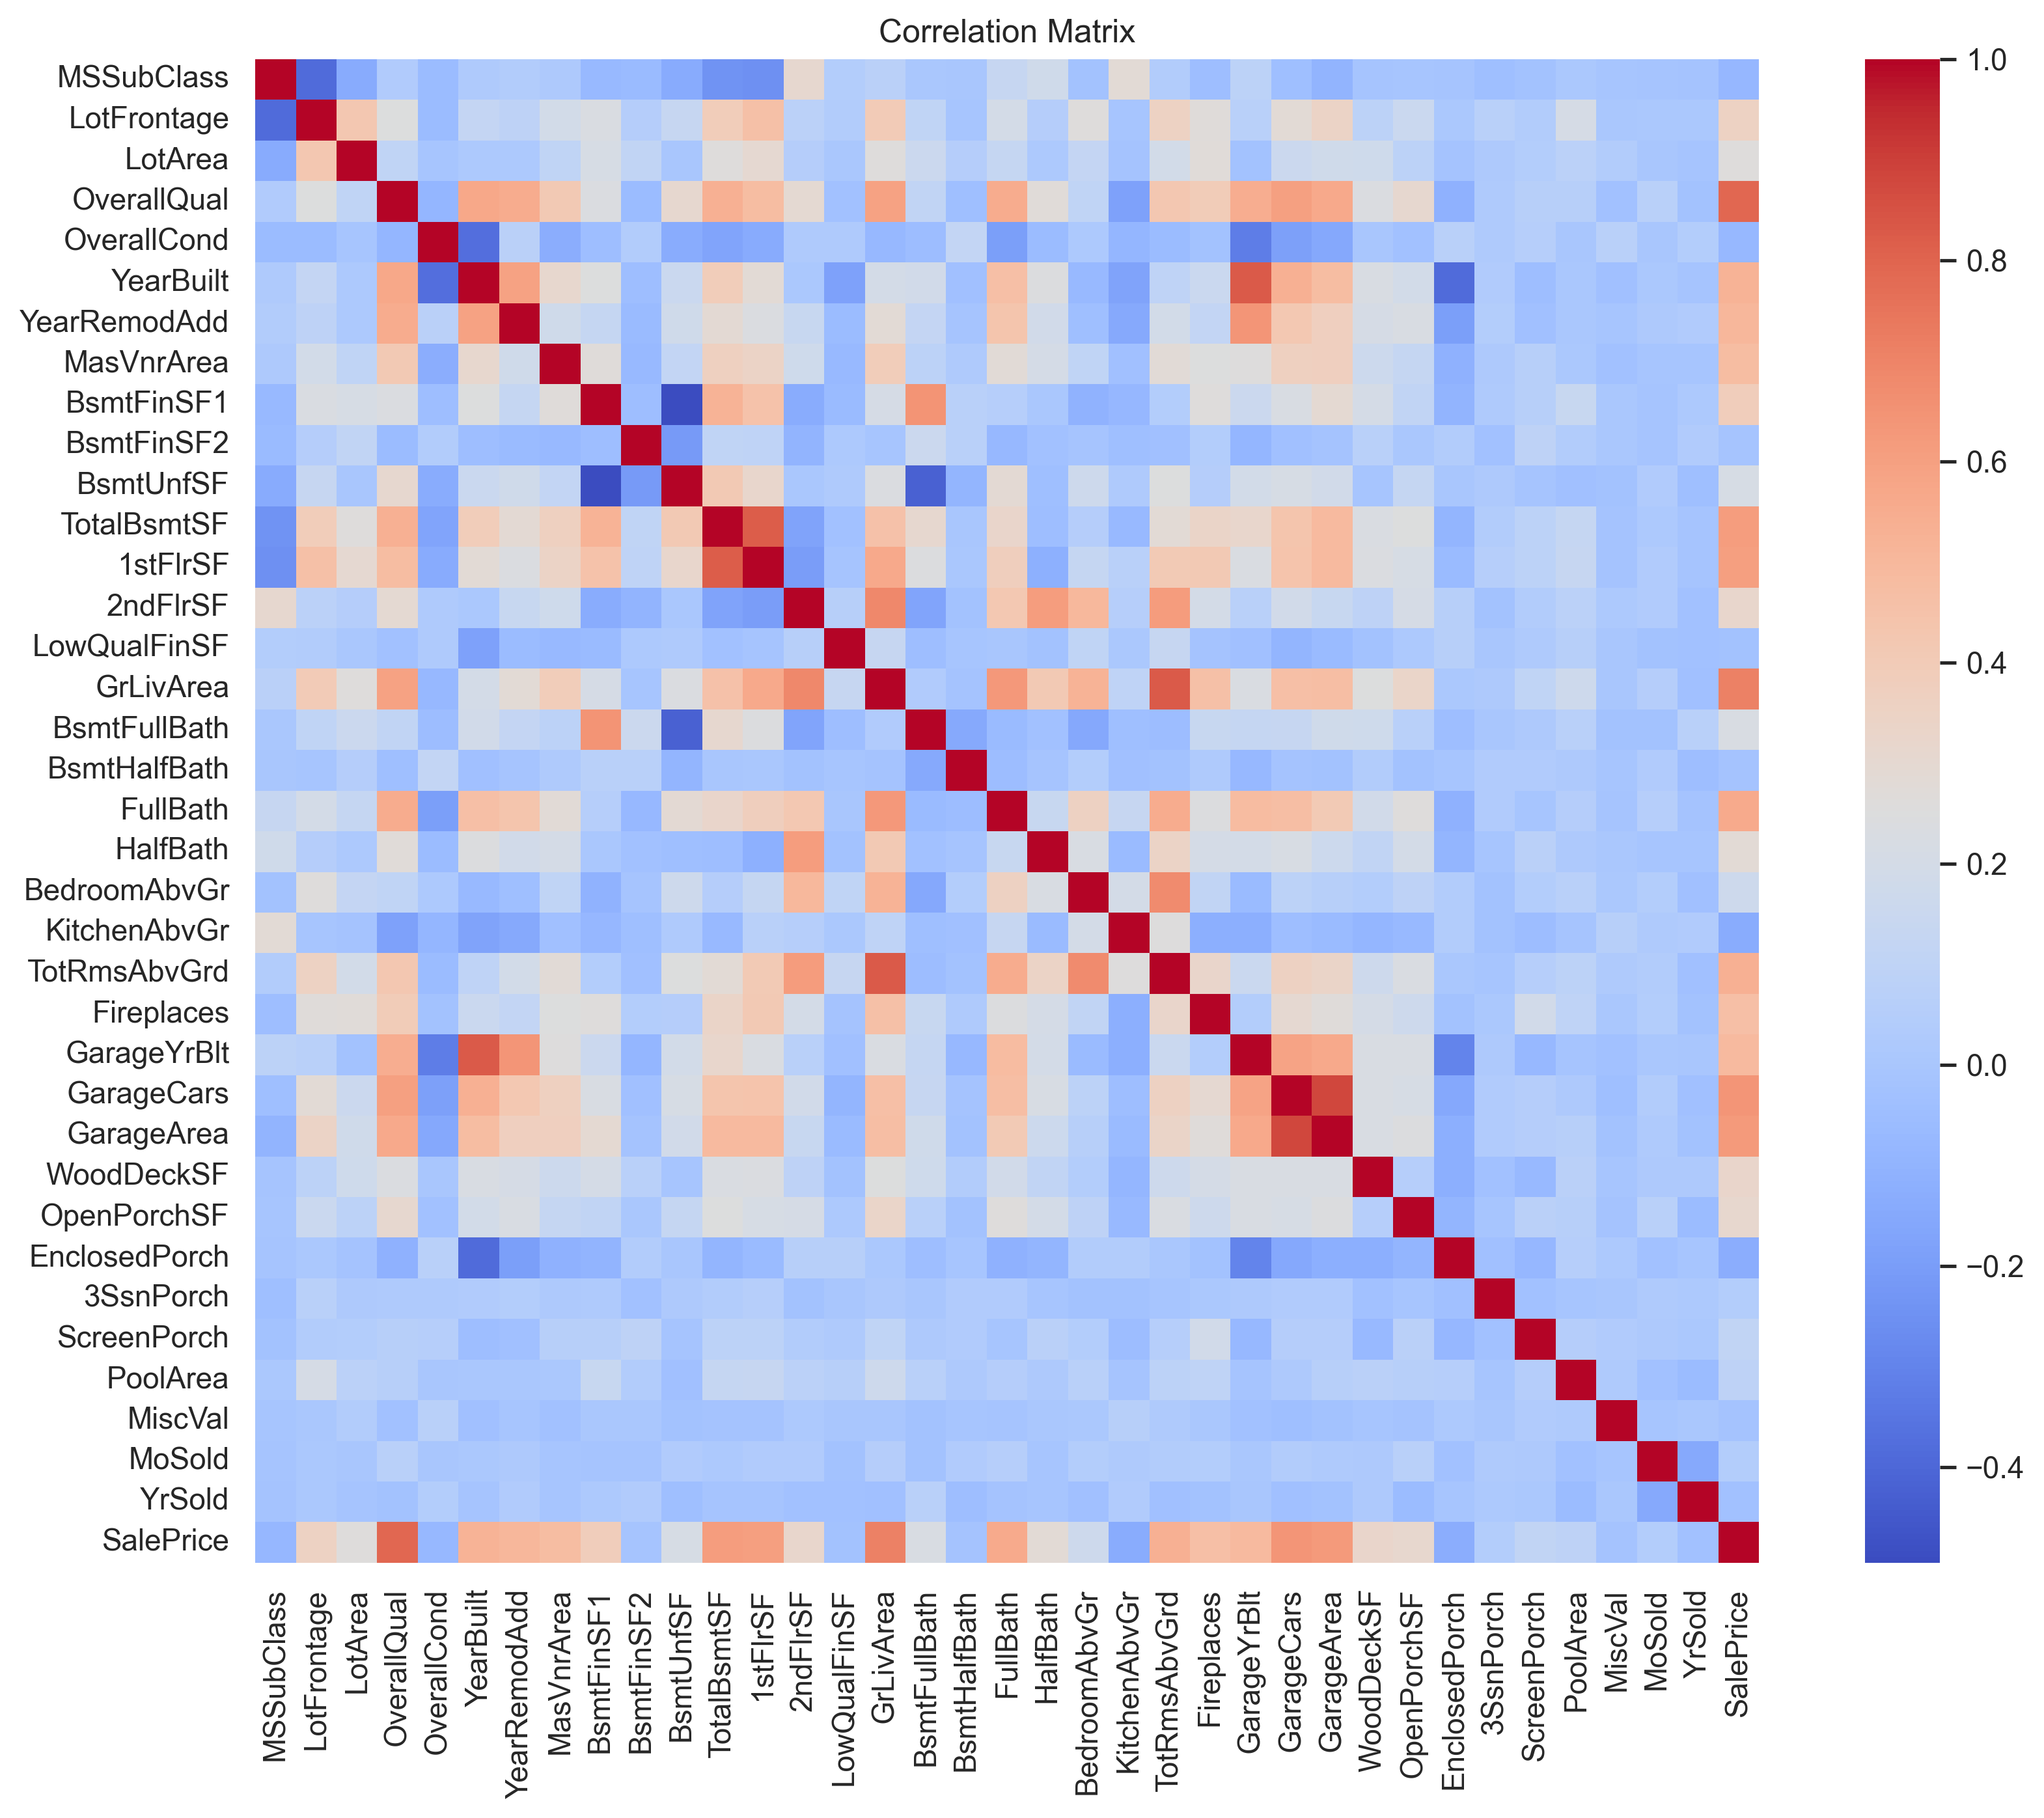 Correlation Matrix
MSSubClass
LotFrontage
LotArea
OverallQual
OverallCond
YearBuilt
YearRemodAdd
MasVnrArea
BsmtFinSF1
BsmtFinSF2
BsmtUnfSF
TotalBsmtSF
1stFlrSF
2ndFlrSF
LowQualFinSF
GrLivArea
BsmtFullBath
BsmtHalfBath
FullBath
HalfBath
BedroomAbvGr
KitchenAbvGr
TotRmsAbvGrd
Fireplaces
GarageYrBlt
GarageCars
GarageArea
WoodDeckSF
OpenPorchSF
EnclosedPorch
3SsnPorch
ScreenPorch
PoolArea
MiscVal
MoSold
YrSold
SalePrice
MSSubClass
LotFrontage
LotArea
OverallQual
OverallCond
YearBuilt
YearRemodAdd
MasVnrArea
BsmtFinSF1
BsmtFinSF2
BsmtUnfSF
TotalBsmtSF
1stFlrSF
2ndFlrSF
LowQualFinSF
GrLivArea
BsmtFullBath
BsmtHalfBath
FullBath
HalfBath
BedroomAbvGr
KitchenAbvGr
TotRmsAbvGrd
Fireplaces
GarageYrBlt
GarageCars
GarageArea
WoodDeckSF
OpenPorchSF
EnclosedPorch
3SsnPorch
ScreenPorch
PoolArea
MiscVal
MoSold
YrSold
SalePrice
1.0
0.8
0.6
0.4
0.2
0.0
−0.2
−0.4